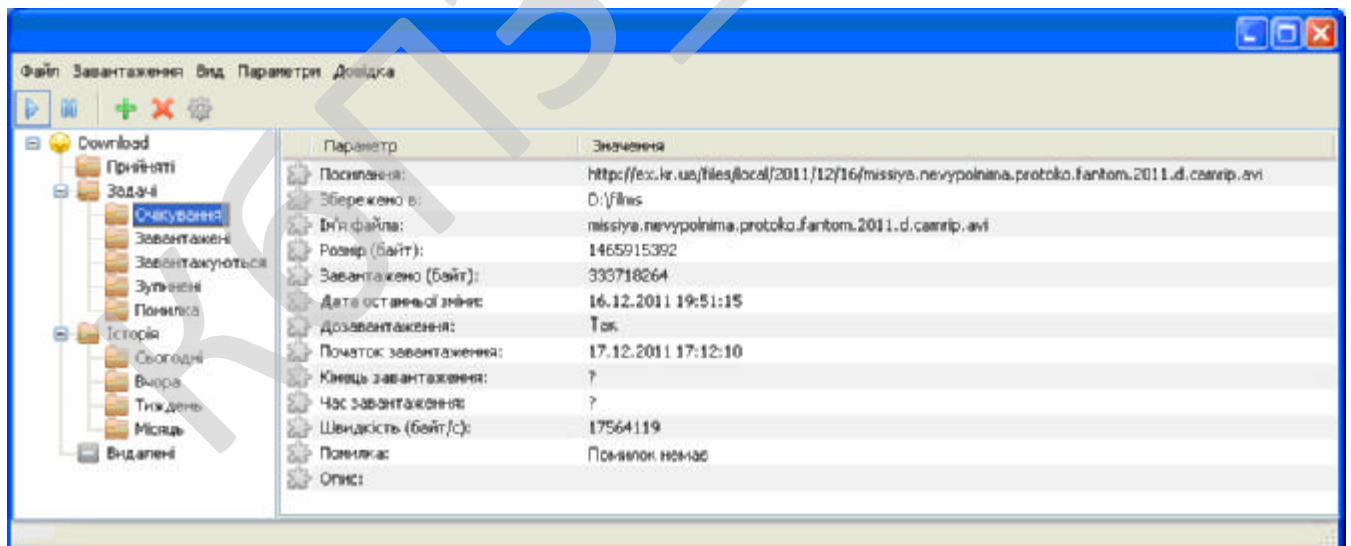 Файл Завантаження Вид Параметри Довідка
Download
Прийняті
Задачі
Очікування
Завантажені
Завантажуються
Зупинені
Помилка
Історія
Сьогодні
Вчора
Тиждень
Місяць
Видалені
Параметр Значення
Посилання: http://ex.kr.ua/files/local/2011/12/16/missiya.nevypolnima.protoko.fantom.2011.d.camrip.avi
Збережено в: D:\films
Ім'я файла: missiya.nevypolnima.protoko.fantom.2011.d.camrip.avi
Розмір (байт): 1465915392
Завантажено (байт): 333718264
Дата останньої зміни: 16.12.2011 19:51:15
Дозавантаження: Так
Початок завантаження: 17.12.2011 17:12:10
Кінець завантаження: ?
Час завантаження: ?
Швидкість (байт/с): 17564119
Помилка: Помилок немає
Опис: